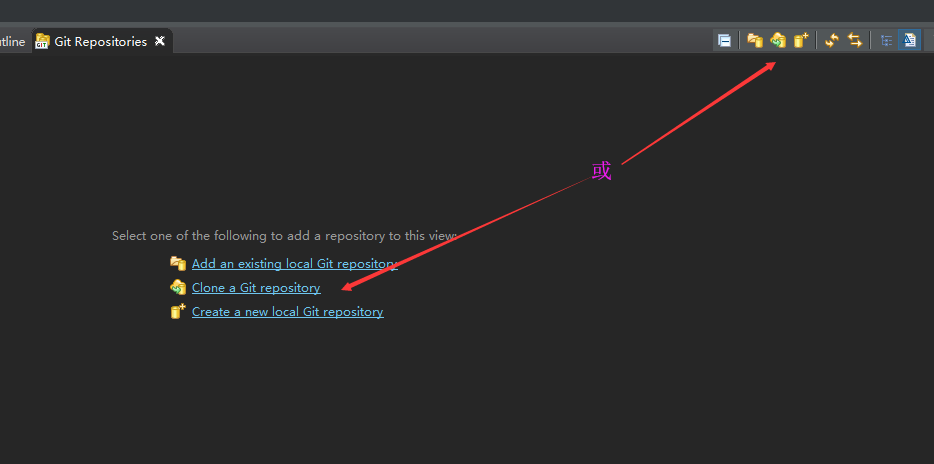 utline
Git Repositories
或
Select one of the following to add a repository to this view:
Add an existing local Git repository
Clone a Git repository
Create a new local Git repository